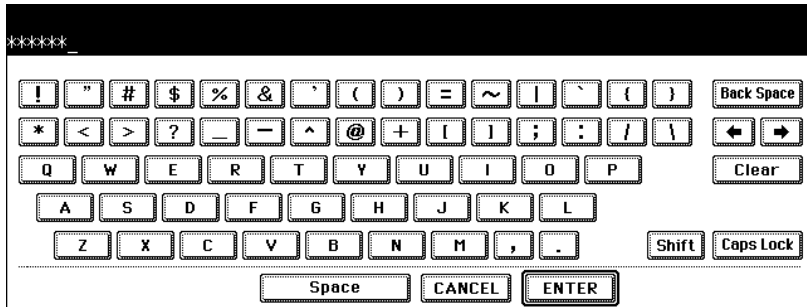 ******_
! " # $ % & ' ( ) = ~ | ` { } Back Space
* < > ? _ - ^ @ + [ ] ; : / \ ← →
Q W E R T Y U I O P Clear
A S D F G H J K L
Z X C V B N M , . Shift Caps Lock
Space CANCEL ENTER